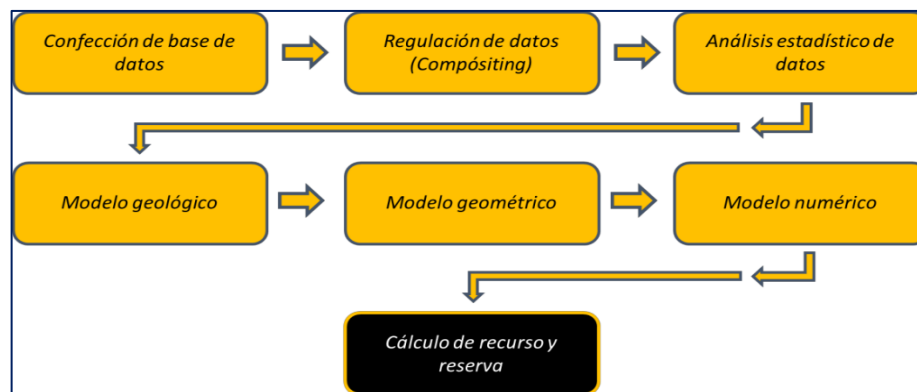 Confección de base de
datos
Regulación de datos
(Compósiting)
Análisis estadístico de
datos
Modelo geológico
Modelo geométrico
Modelo numérico
Cálculo de recurso y
reserva